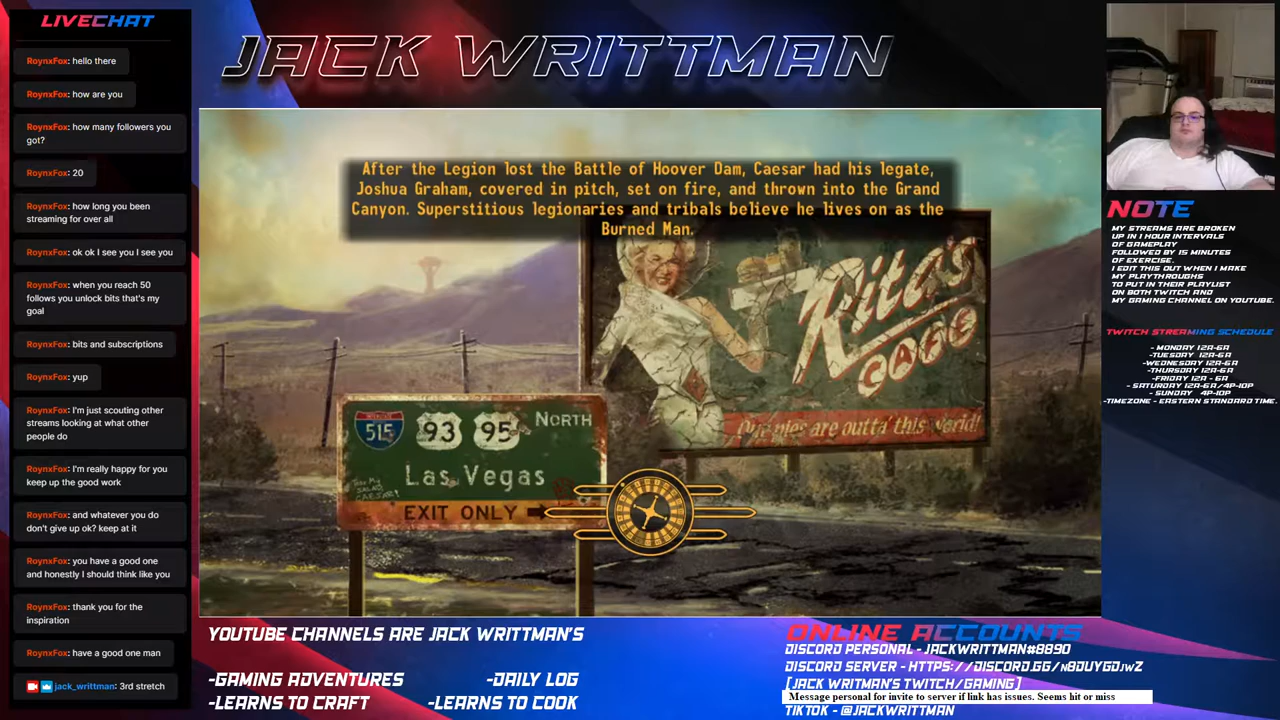 LIVECHAT
RoynxFox: hello there
RoynxFox: how are you
RoynxFox: how many followers you
got?
RoynxFox: 20
RoynxFox: how long you been
streaming for over all
RoynxFox: ok ok I see you I see you
RoynxFox: when you reach 50
follows you unlock bits that's my
goal
RoynxFox: bits and subscriptions
RoynxFox: yup
RoynxFox: I'm just scouting other
streams looking at what other
people do
RoynxFox: I'm really happy for you
keep up the good work
RoynxFox: and whatever you do
don't give up ok? keep at it
RoynxFox: you have a good one
and honestly I should think like you
RoynxFox: thank you for the
inspiration
RoynxFox: have a good one man
jack_writtman: 3rd stretch
JACK WRITTMAN
After the Legion lost the Battle of Hoover Dam, Caesar had his legate,
Joshua Graham, covered in pitch, set on fire, and thrown into the Grand
Canyon. Superstitious legionaries and tribals believe he lives on as the
Burned Man.
Rita's
CAFE
Our pies are outta' this world!
515 93 95 NORTH
Las Vegas
EXIT ONLY
NOTE
MY STREAMS ARE BROKEN
UP IN 1 HOUR INTERVALS
OF GAMEPLAY
FOLLOWED BY 15 MINUTES
OF EXERCISE.
I EDIT THIS OUT WHEN I MAKE
MY PLAYTHROUGHS
TO PUT IN THEIR PLAYLIST
ON BOTH TWITCH AND
MY GAMING CHANNEL ON YOUTUBE.
TWITCH STREAMING SCHEDULE
- MONDAY 12A-6A
-TUESDAY 12A-6A
-WEDNESDAY 12A-6A
-THURSDAY 12A-6A
-FRIDAY 12A - 6A
- SATURDAY 12A-6A/4P-10P
- SUNDAY 4P-10P
-TIMEZONE - EASTERN STANDARD TIME.
YOUTUBE CHANNELS ARE JACK WRITTMAN'S
-GAMING ADVENTURES -DAILY LOG
-LEARNS TO CRAFT -LEARNS TO COOK
ONLINE ACCOUNTS
DISCORD PERSONAL - JACKWRITTMAN#8890
DISCORD SERVER - HTTPS://DISCORD.GG/N8DUYGDJWZ
[JACK WRITMAN'S TWITCH/GAMING]
Message personal for invite to server if link has issues. Seems hit or miss
TIKTOK - @JACKWRITTMAN